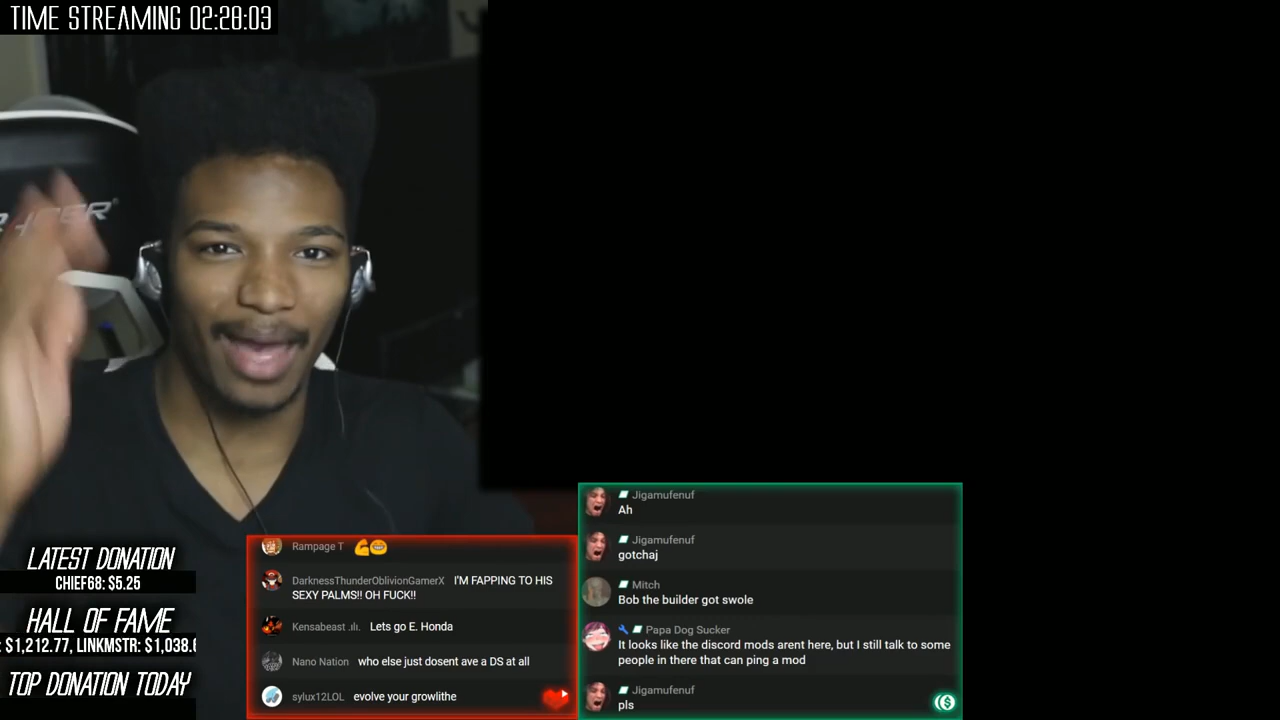 TIME STREAMING 02:28:03
LATEST DONATION
CHIEF68: $5.25
HALL OF FAME
$1,212.77, LINKMSTR: $1,038.
TOP DONATION TODAY
Rampage T 💪😁
DarknessThunderOblivionGamerX I'M FAPPING TO HIS
SEXY PALMS!! OH FUCK!!
Kensabeast .ılı. Lets go E. Honda
Nano Nation who else just dosent ave a DS at all
sylux12LOL evolve your growlithe
Jigamufenuf
Ah
Jigamufenuf
gotchaj
Mitch
Bob the builder got swole
Papa Dog Sucker
It looks like the discord mods arent here, but I still talk to some
people in there that can ping a mod
Jigamufenuf
pls